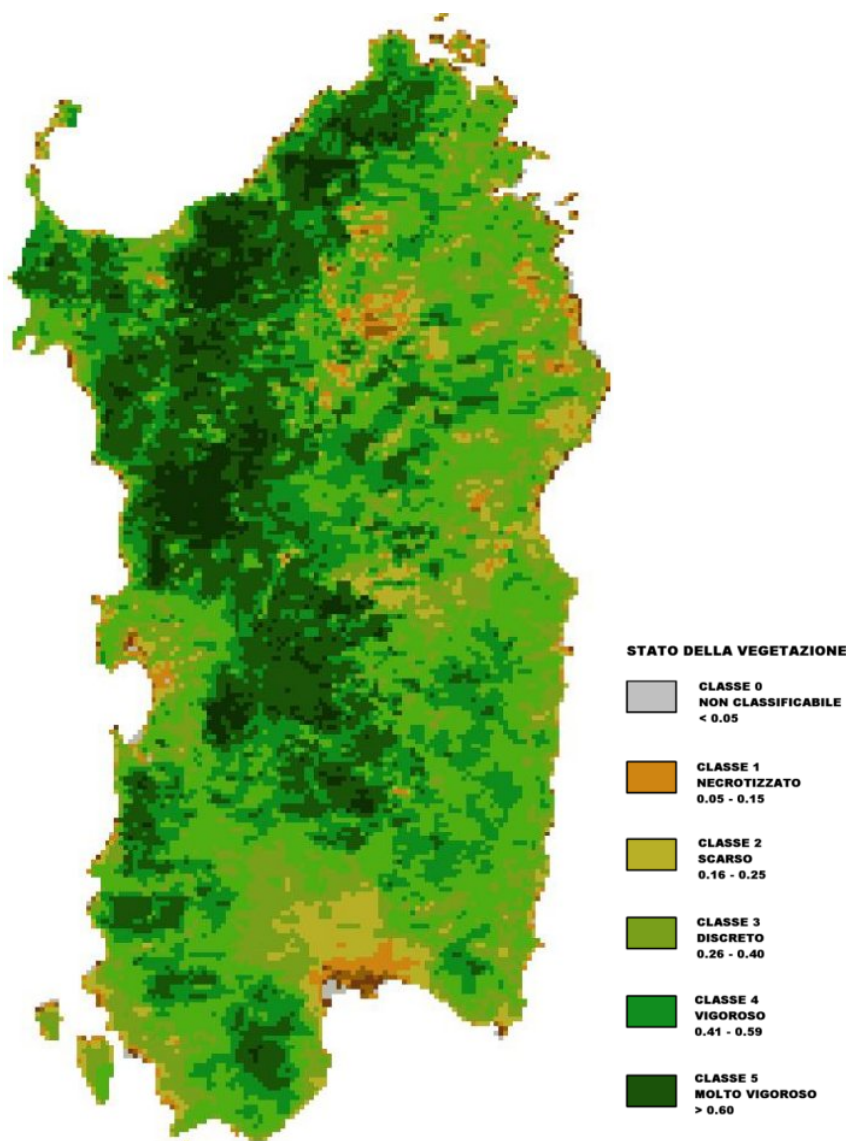 STATO DELLA VEGETAZIONE
CLASSE 0
NON CLASSIFICABILE
< 0.05
CLASSE 1
NECROTIZZATO
0.05 - 0.15
CLASSE 2
SCARSO
0.16 - 0.25
CLASSE 3
DISCRETO
0.26 - 0.40
CLASSE 4
VIGOROSO
0.41 - 0.59
CLASSE 5
MOLTO VIGOROSO
> 0.60